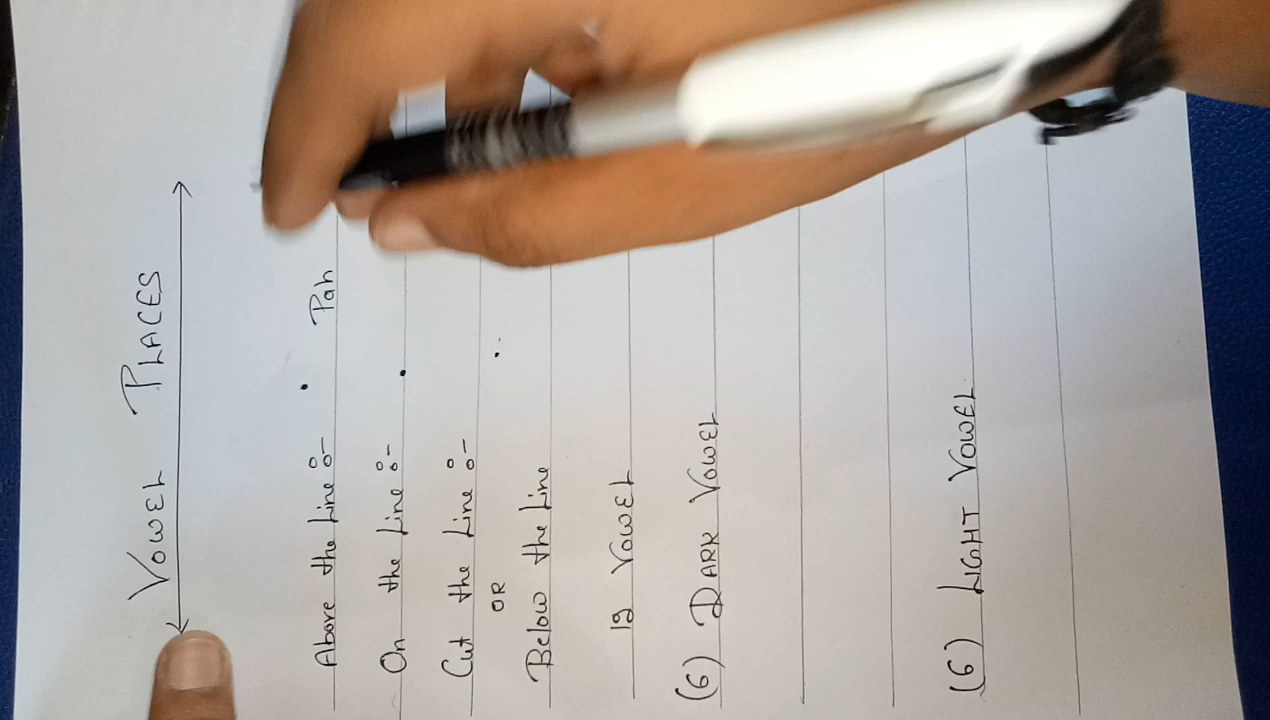 VOWEL PLACES
Above the Line :- . Pah
On the Line :- .
Cut the Line :-
OR
Below the Line
12 VOWEL
(6) DARK VOWEL
(6) LIGHT VOWEL